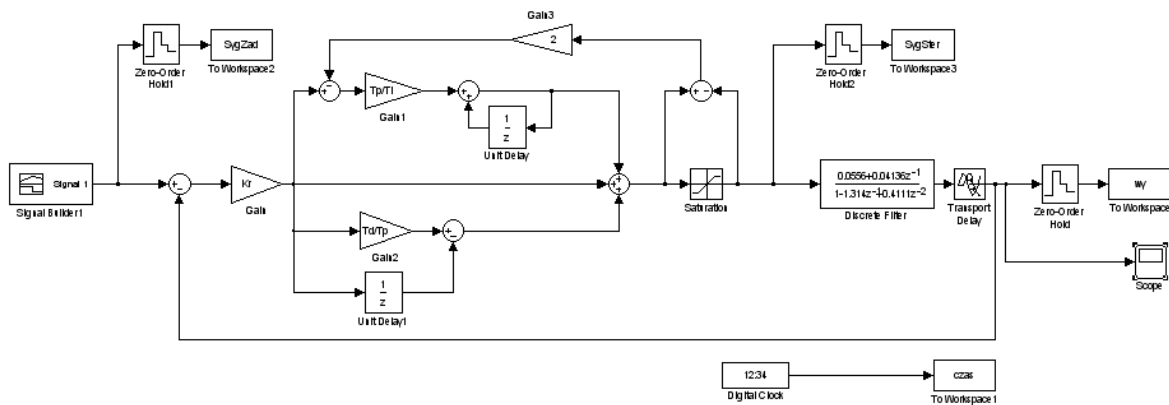 Gain3
2
SygZad
Zero-Order
Hold1
To Workspace2
SygSter
Zero-Order
Hold2
To Workspace3
Tp/Ti
Gain1
1
z
Unit Delay
Signal 1
Signal Builder1
Kr
Gain
Saturation
0.0556+0.04136z-1
1-1.314z-1+0.4111z-2
Discrete Filter
Transport
Delay
Zero-Order
Hold
wy
To Workspace
Td/Tp
Gain2
1
z
Unit Delay1
Scope
12:34
Digital Clock
czas
To Workspace1